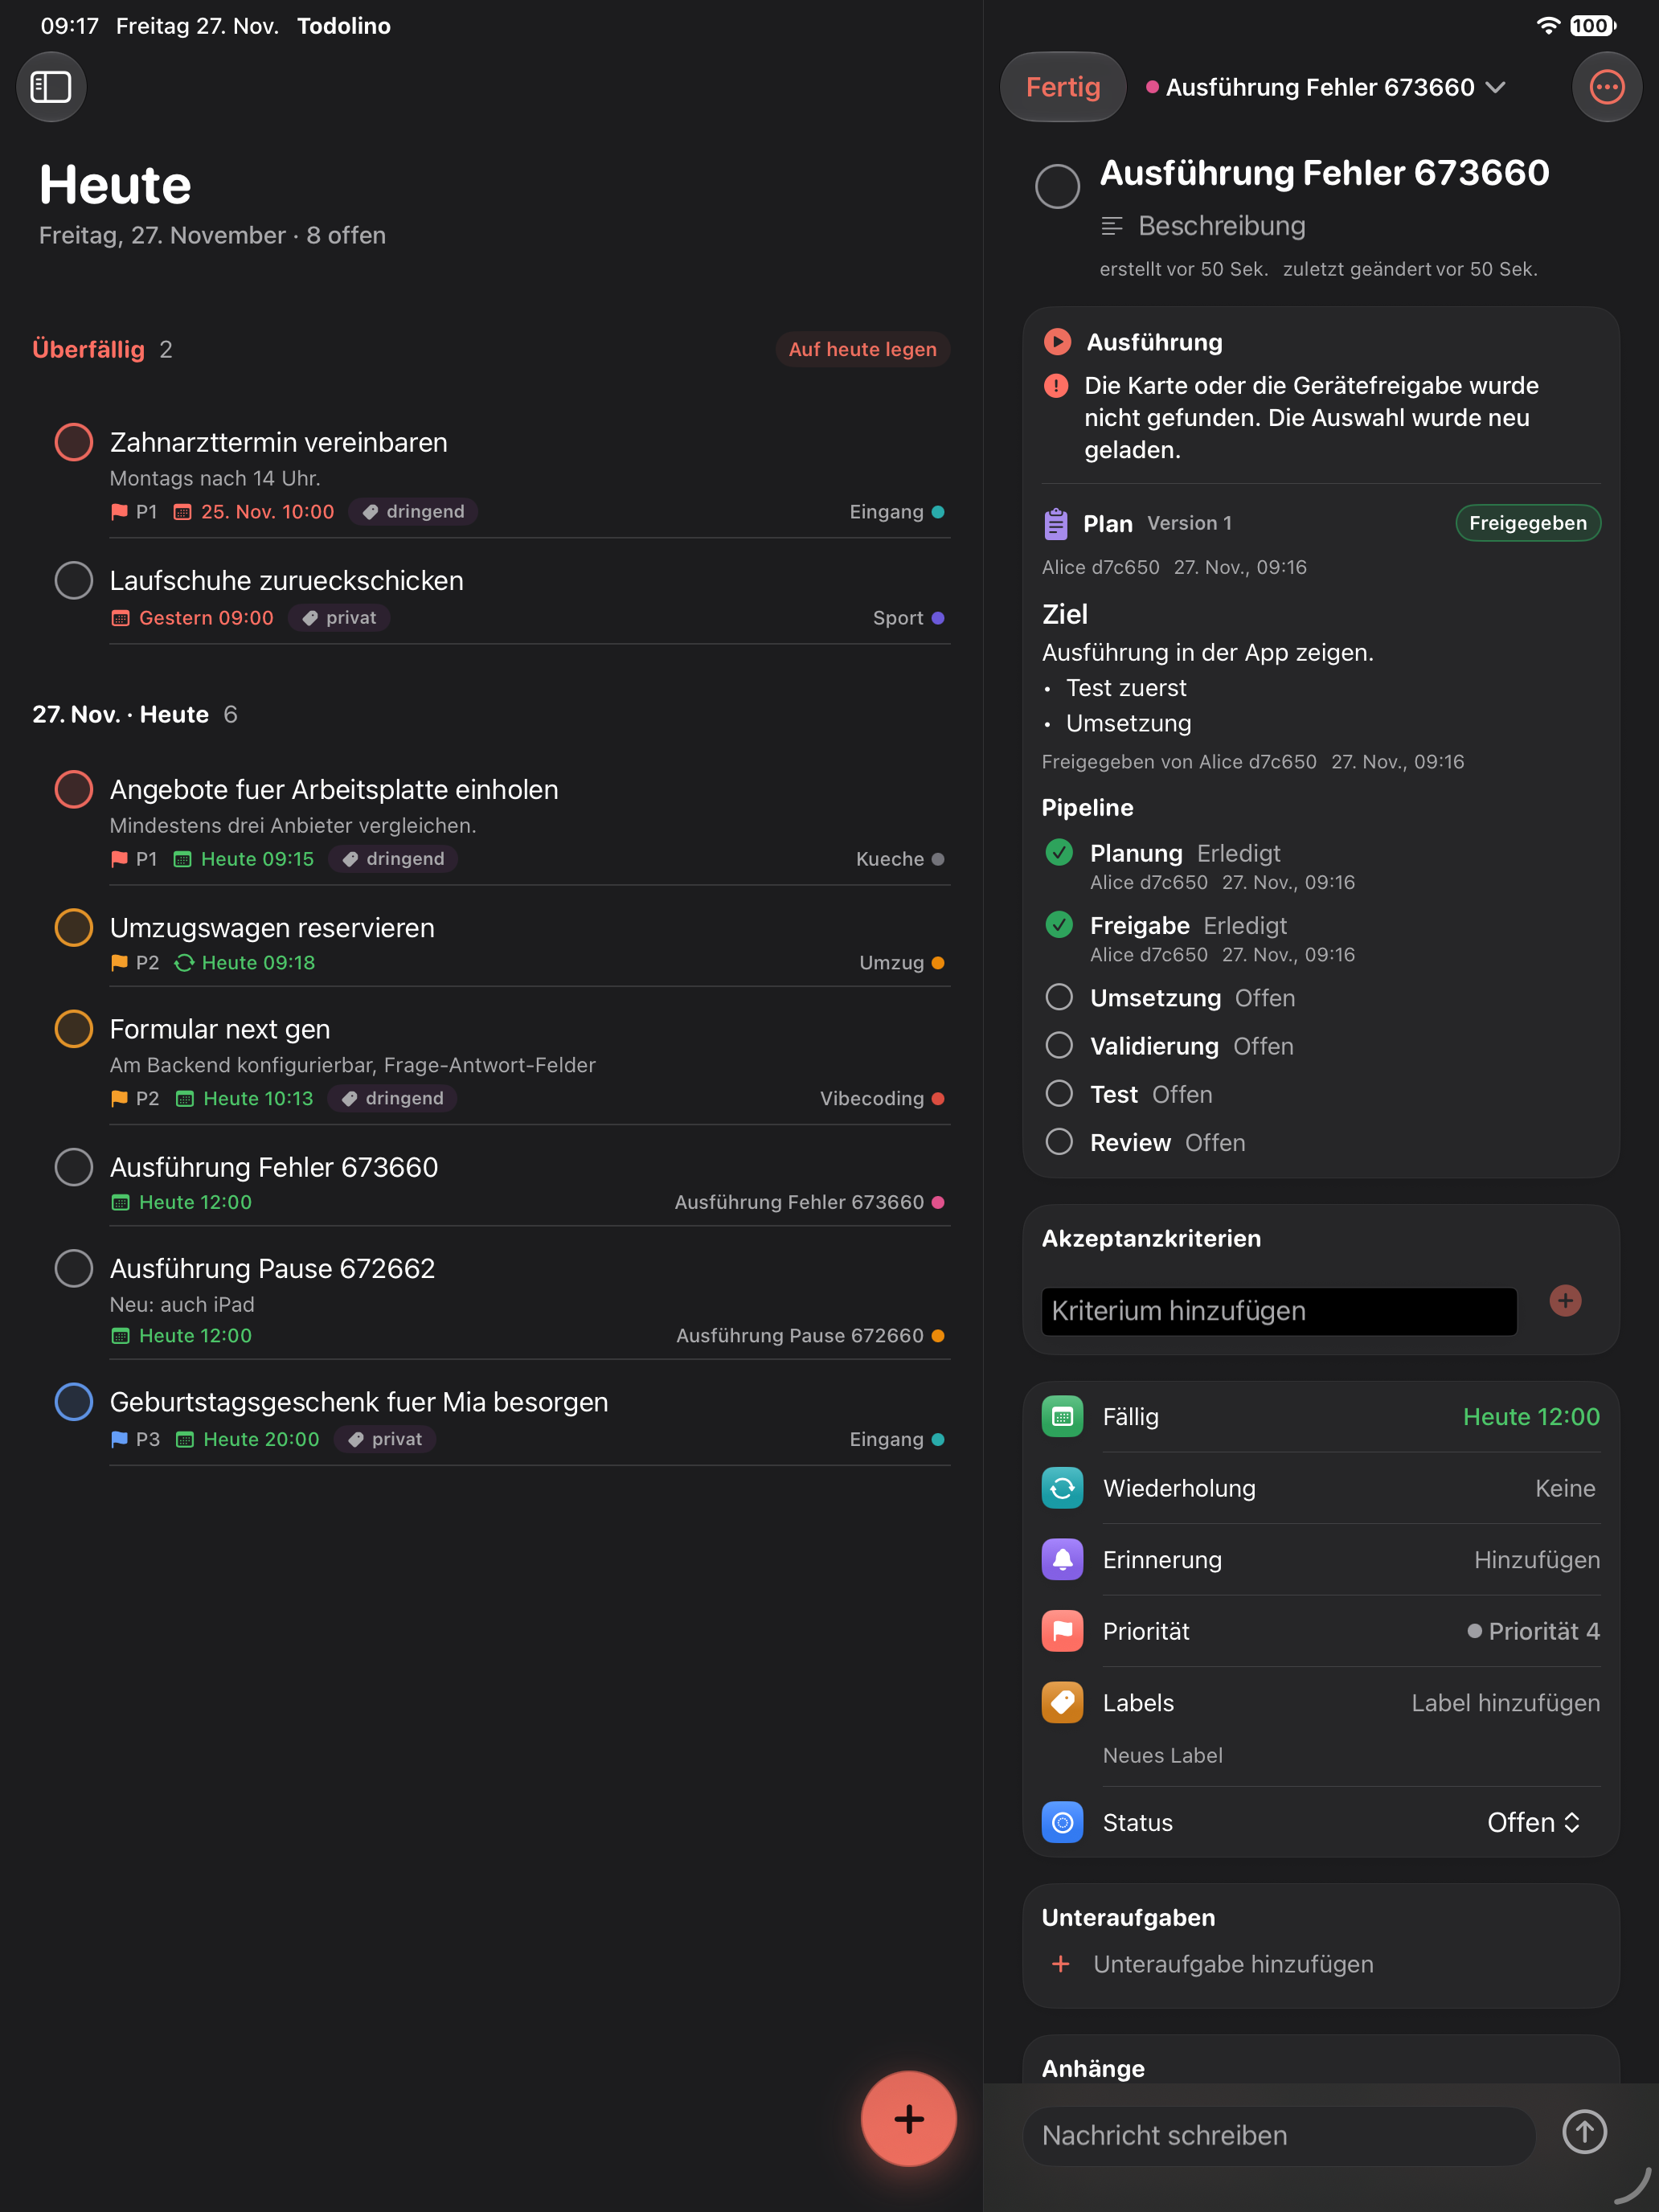 09:17 Freitag 27. Nov. Todolino
100
Heute
Freitag, 27. November · 8 offen
Überfällig 2
Auf heute legen
Zahnarzttermin vereinbaren
Montags nach 14 Uhr.
P1 25. Nov. 10:00 dringend Eingang
Laufschuhe zurueckschicken
Gestern 09:00 privat Sport
27. Nov. · Heute 6
Angebote fuer Arbeitsplatte einholen
Mindestens drei Anbieter vergleichen.
P1 Heute 09:15 dringend Kueche
Umzugswagen reservieren
P2 Heute 09:18 Umzug
Formular next gen
Am Backend konfigurierbar, Frage-Antwort-Felder
P2 Heute 10:13 dringend Vibecoding
Ausführung Fehler 673660
Heute 12:00 Ausführung Fehler 673660
Ausführung Pause 672662
Neu: auch iPad
Heute 12:00 Ausführung Pause 672660
Geburtstagsgeschenk fuer Mia besorgen
P3 Heute 20:00 privat Eingang
Fertig Ausführung Fehler 673660
Ausführung Fehler 673660
Beschreibung
erstellt vor 50 Sek. zuletzt geändert vor 50 Sek.
Ausführung
Die Karte oder die Gerätefreigabe wurde
nicht gefunden. Die Auswahl wurde neu
geladen.
Plan Version 1 Freigegeben
Alice d7c650 27. Nov., 09:16
Ziel
Ausführung in der App zeigen.
• Test zuerst
• Umsetzung
Freigegeben von Alice d7c650 27. Nov., 09:16
Pipeline
Planung Erledigt
Alice d7c650 27. Nov., 09:16
Freigabe Erledigt
Alice d7c650 27. Nov., 09:16
Umsetzung Offen
Validierung Offen
Test Offen
Review Offen
Akzeptanzkriterien
Kriterium hinzufügen
Fällig Heute 12:00
Wiederholung Keine
Erinnerung Hinzufügen
Priorität Priorität 4
Labels Label hinzufügen
Neues Label
Status Offen
Unteraufgaben
Unteraufgabe hinzufügen
Anhänge
Nachricht schreiben